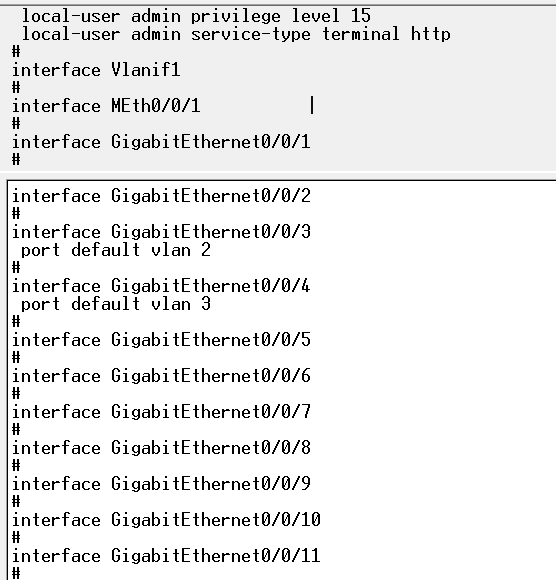 local-user admin privilege level 15
local-user admin service-type terminal http
#
interface Vlanif1
#
interface MEth0/0/1
#
interface GigabitEthernet0/0/1
#
interface GigabitEthernet0/0/2
#
interface GigabitEthernet0/0/3
port default vlan 2
#
interface GigabitEthernet0/0/4
port default vlan 3
#
interface GigabitEthernet0/0/5
#
interface GigabitEthernet0/0/6
#
interface GigabitEthernet0/0/7
#
interface GigabitEthernet0/0/8
#
interface GigabitEthernet0/0/9
#
interface GigabitEthernet0/0/10
#
interface GigabitEthernet0/0/11
#